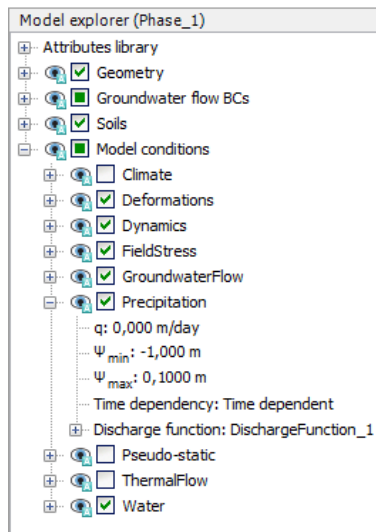 Model explorer (Phase_1)
Attributes library
Geometry
Groundwater flow BCs
Soils
Model conditions
Climate
Deformations
Dynamics
FieldStress
GroundwaterFlow
Precipitation
q: 0,000 m/day
Ψmin: -1,000 m
Ψmax: 0,1000 m
Time dependency: Time dependent
Discharge function: DischargeFunction_1
Pseudo-static
ThermalFlow
Water